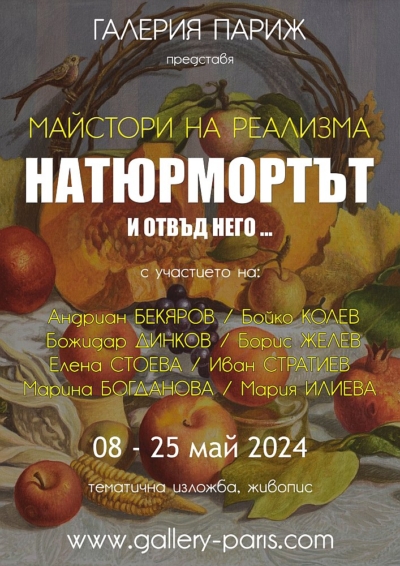 ГАЛЕРИЯ ПАРИЖ
представя
МАЙСТОРИ НА РЕАЛИЗМА
НАТЮРМОРТЪТ
И ОТВЪД НЕГО ...
с участието на:
Андриан БЕКЯРОВ / Бойко КОЛЕВ
Божидар ДИНКОВ / Борис ЖЕЛЕВ
Елена СТОЕВА / Иван СТРАТИЕВ
Марина БОГДАНОВА / Мария ИЛИЕВА
08 - 25 май 2024
тематична изложба, живопис
www.gallery-paris.com